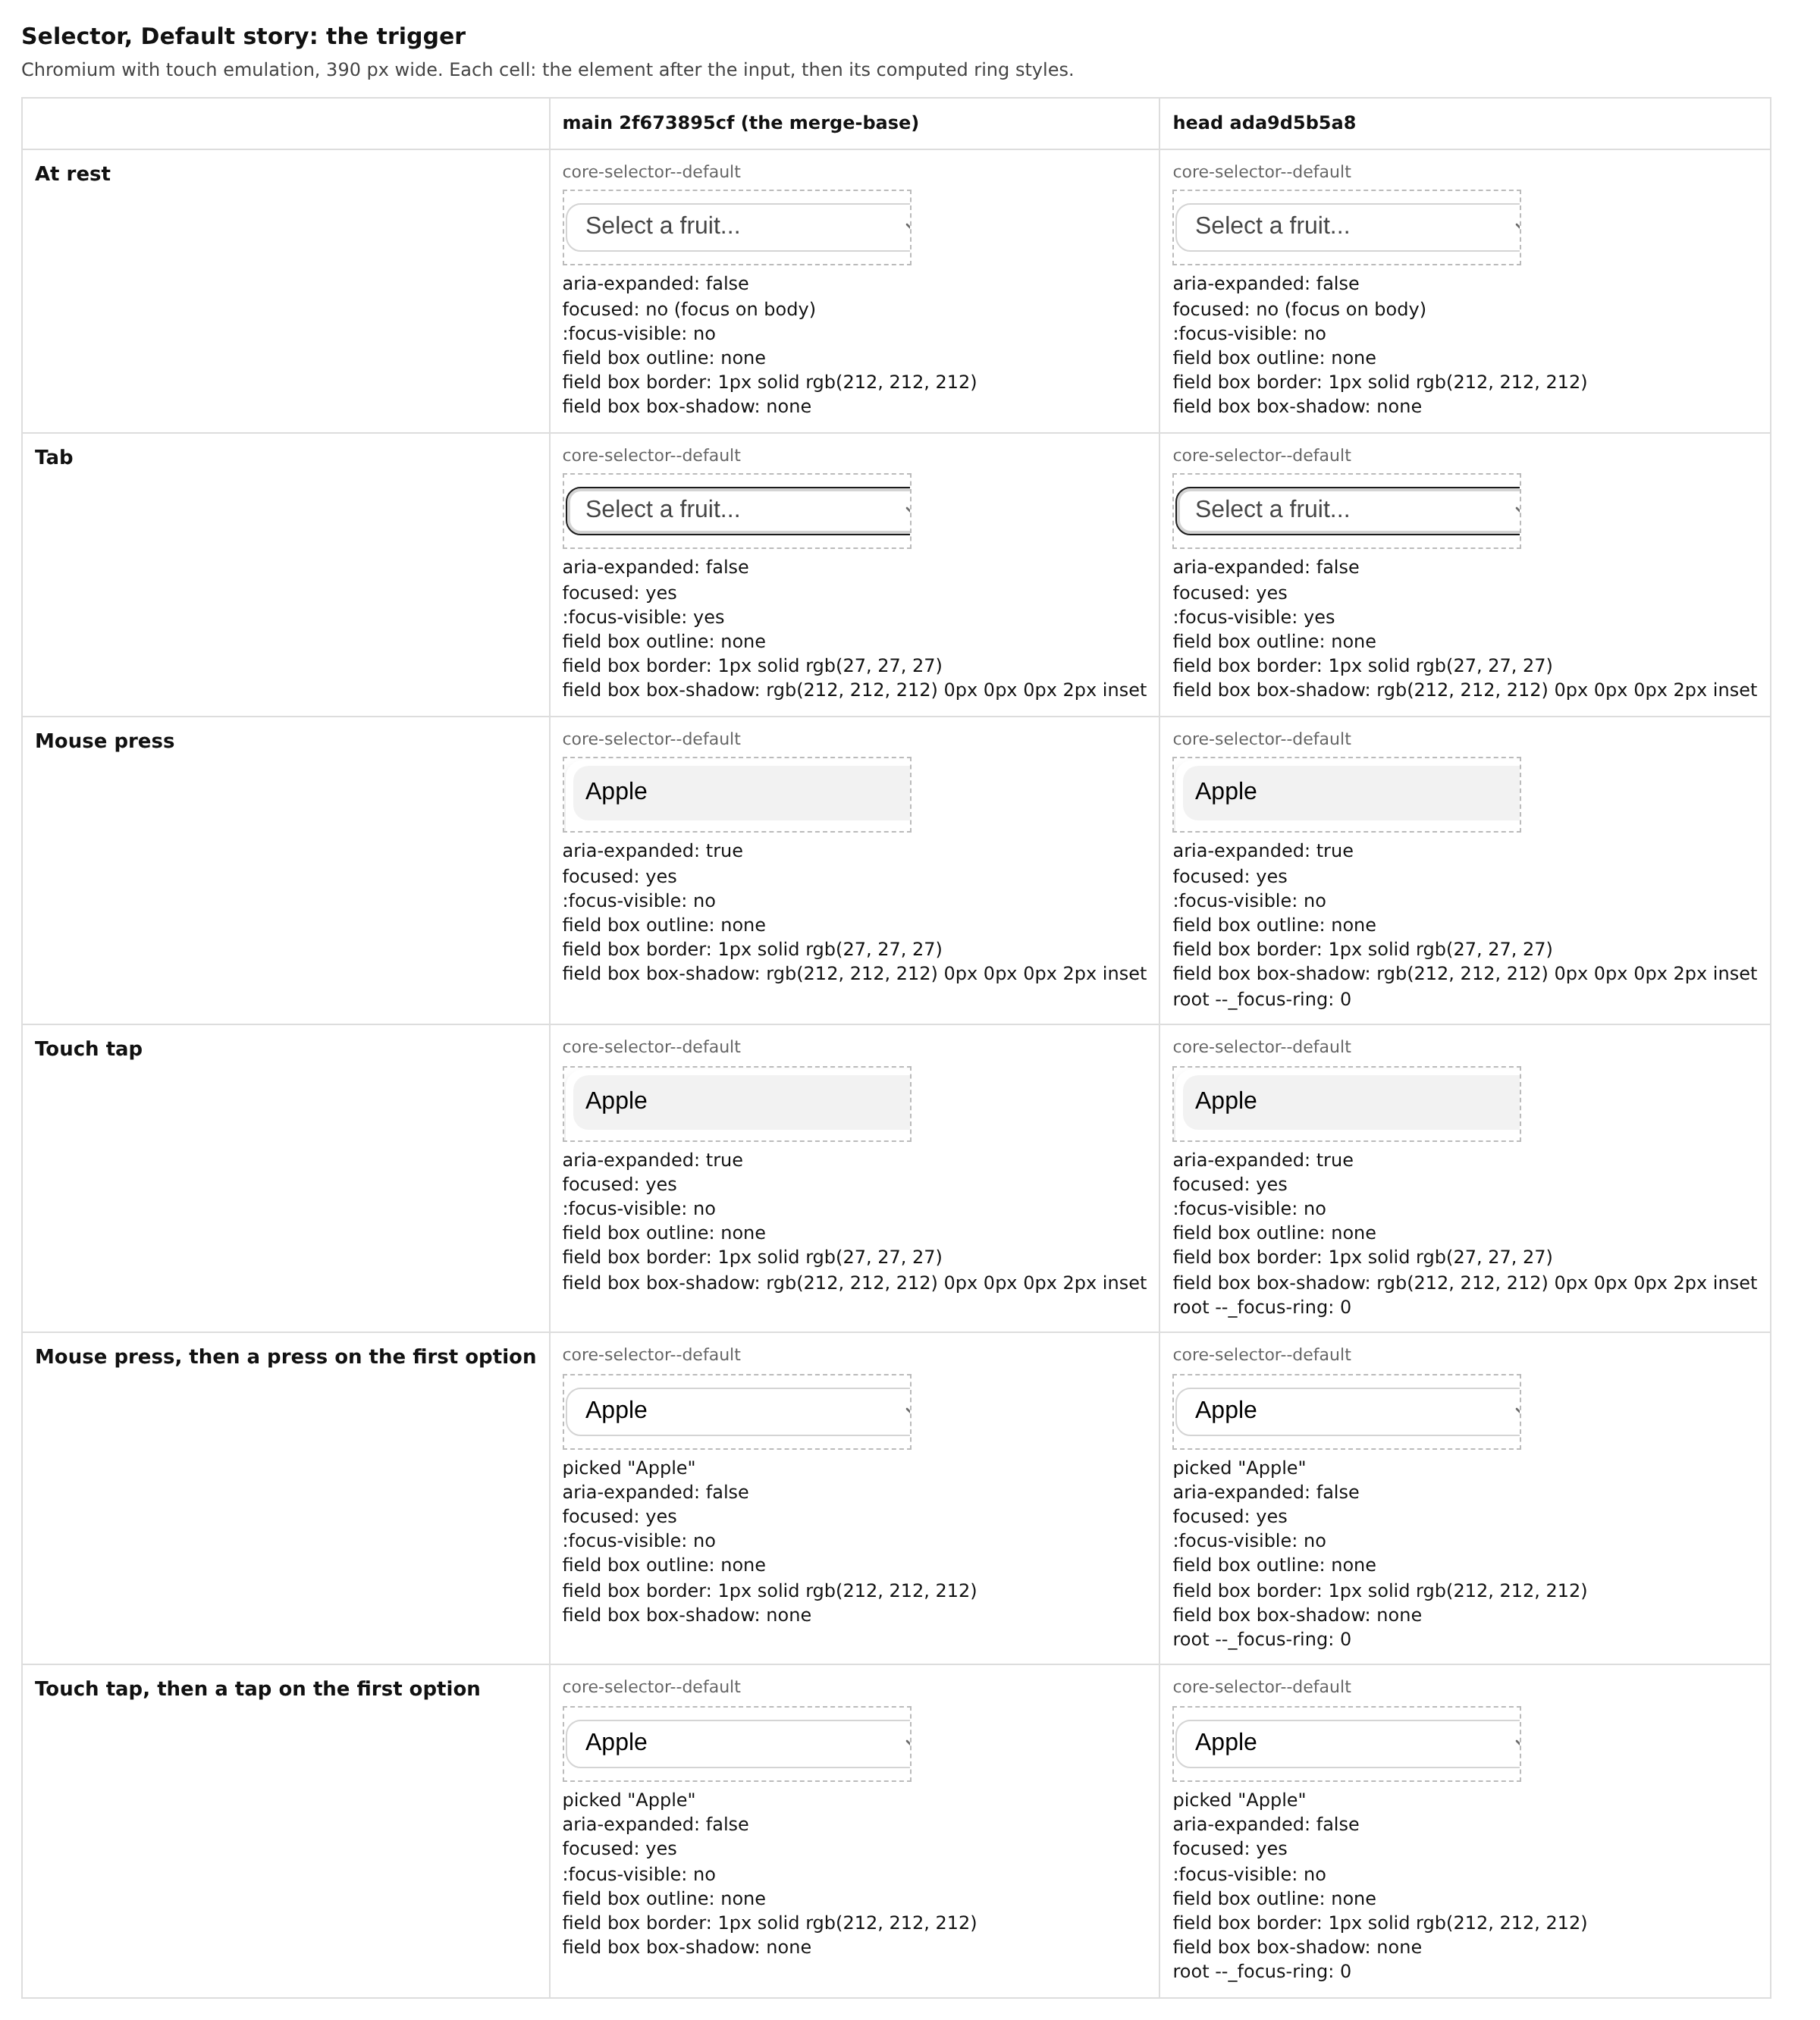 Selector, Default story: the trigger
Chromium with touch emulation, 390 px wide. Each cell: the element after the input, then its computed ring styles.
main 2f673895cf (the merge-base)
head ada9d5b5a8
At rest
core-selector--default
Select a fruit...
aria-expanded: false
focused: no (focus on body)
:focus-visible: no
field box outline: none
field box border: 1px solid rgb(212, 212, 212)
field box box-shadow: none
core-selector--default
Select a fruit...
aria-expanded: false
focused: no (focus on body)
:focus-visible: no
field box outline: none
field box border: 1px solid rgb(212, 212, 212)
field box box-shadow: none
Tab
core-selector--default
Select a fruit...
aria-expanded: false
focused: yes
:focus-visible: yes
field box outline: none
field box border: 1px solid rgb(27, 27, 27)
field box box-shadow: rgb(212, 212, 212) 0px 0px 0px 2px inset
core-selector--default
Select a fruit...
aria-expanded: false
focused: yes
:focus-visible: yes
field box outline: none
field box border: 1px solid rgb(27, 27, 27)
field box box-shadow: rgb(212, 212, 212) 0px 0px 0px 2px inset
Mouse press
core-selector--default
Apple
aria-expanded: true
focused: yes
:focus-visible: no
field box outline: none
field box border: 1px solid rgb(27, 27, 27)
field box box-shadow: rgb(212, 212, 212) 0px 0px 0px 2px inset
core-selector--default
Apple
aria-expanded: true
focused: yes
:focus-visible: no
field box outline: none
field box border: 1px solid rgb(27, 27, 27)
field box box-shadow: rgb(212, 212, 212) 0px 0px 0px 2px inset
root --_focus-ring: 0
Touch tap
core-selector--default
Apple
aria-expanded: true
focused: yes
:focus-visible: no
field box outline: none
field box border: 1px solid rgb(27, 27, 27)
field box box-shadow: rgb(212, 212, 212) 0px 0px 0px 2px inset
core-selector--default
Apple
aria-expanded: true
focused: yes
:focus-visible: no
field box outline: none
field box border: 1px solid rgb(27, 27, 27)
field box box-shadow: rgb(212, 212, 212) 0px 0px 0px 2px inset
root --_focus-ring: 0
Mouse press, then a press on the first option
core-selector--default
Apple
picked "Apple"
aria-expanded: false
focused: yes
:focus-visible: no
field box outline: none
field box border: 1px solid rgb(212, 212, 212)
field box box-shadow: none
core-selector--default
Apple
picked "Apple"
aria-expanded: false
focused: yes
:focus-visible: no
field box outline: none
field box border: 1px solid rgb(212, 212, 212)
field box box-shadow: none
root --_focus-ring: 0
Touch tap, then a tap on the first option
core-selector--default
Apple
picked "Apple"
aria-expanded: false
focused: yes
:focus-visible: no
field box outline: none
field box border: 1px solid rgb(212, 212, 212)
field box box-shadow: none
core-selector--default
Apple
picked "Apple"
aria-expanded: false
focused: yes
:focus-visible: no
field box outline: none
field box border: 1px solid rgb(212, 212, 212)
field box box-shadow: none
root --_focus-ring: 0